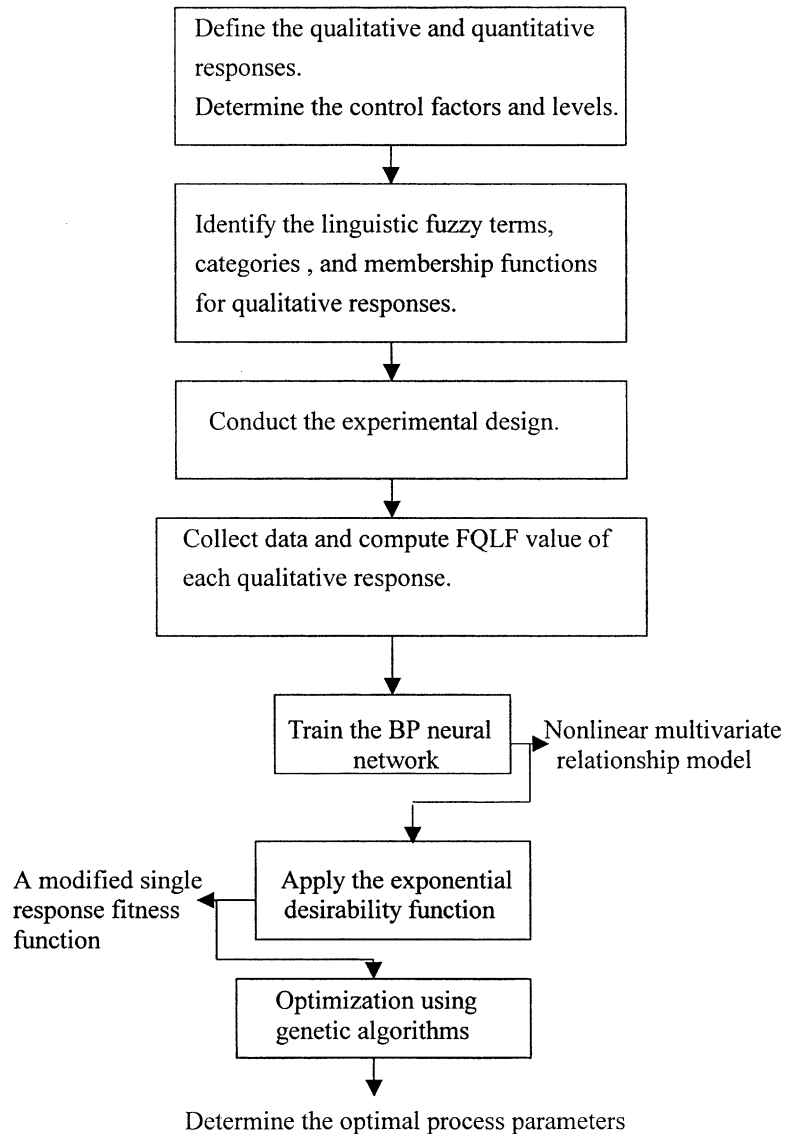 Define the qualitative and quantitative
responses.
Determine the control factors and levels.
Identify the linguistic fuzzy terms,
categories , and membership functions
for qualitative responses.
Conduct the experimental design.
Collect data and compute FQLF value of
each qualitative response.
Train the BP neural
network
Nonlinear multivariate
relationship model
Apply the exponential
desirability function
A modified single
response fitness
function
Optimization using
genetic algorithms
Determine the optimal process parameters